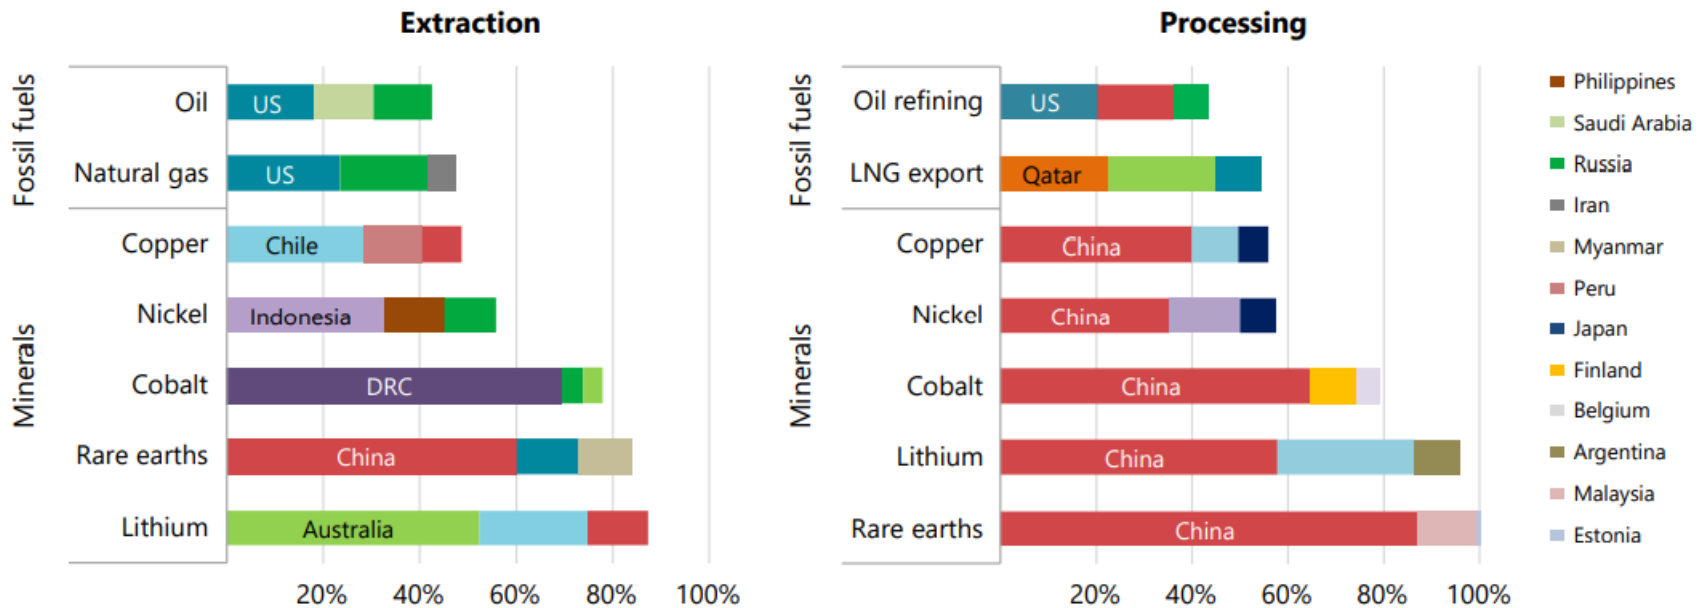 Extraction
Processing
Fossil fuels
Oil
US
Natural gas
US
Minerals
Copper
Chile
Nickel
Indonesia
Cobalt
DRC
Rare earths
China
Lithium
Australia
20% 40% 60% 80% 100%
Fossil fuels
Oil refining
US
LNG export
Qatar
Minerals
Copper
China
Nickel
China
Cobalt
China
Lithium
China
Rare earths
China
20% 40% 60% 80% 100%
Philippines
Saudi Arabia
Russia
Iran
Myanmar
Peru
Japan
Finland
Belgium
Argentina
Malaysia
Estonia